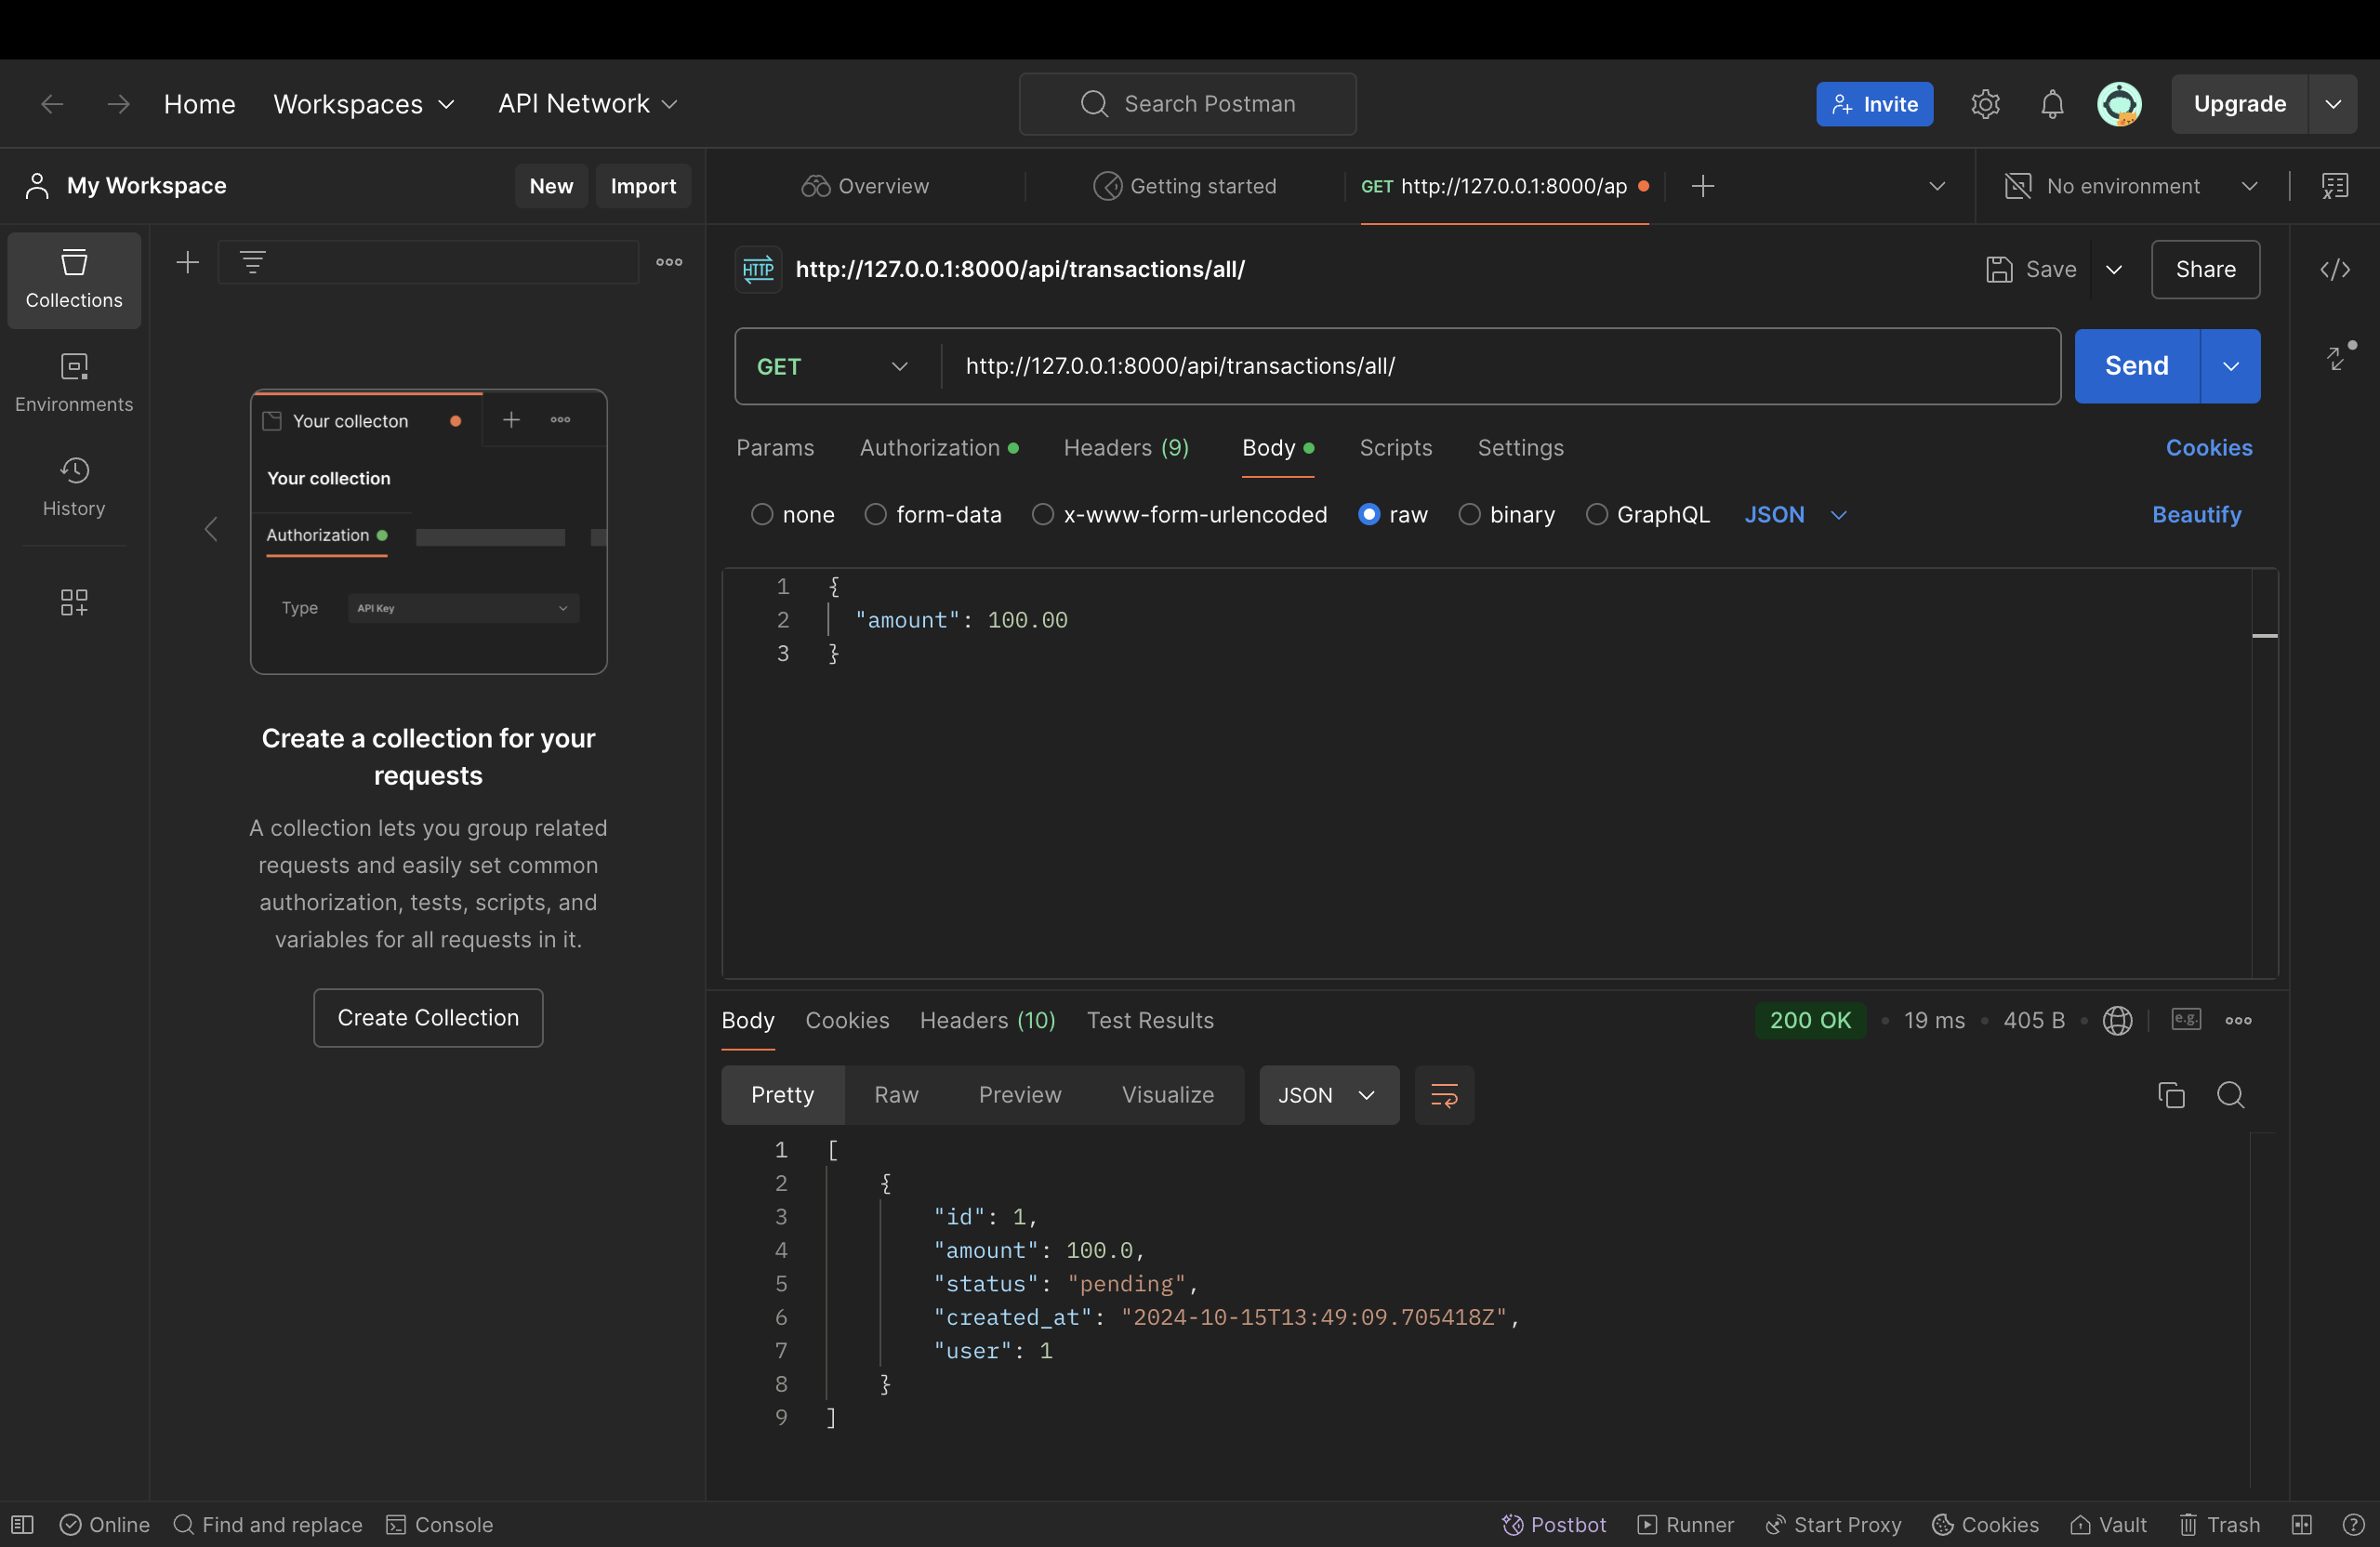 Home Workspaces API Network Search Postman Invite Upgrade
My Workspace New Import Overview Getting started GET http://127.0.0.1:8000/ap No environment
Collections
Environments
History
Your collecton
Your collection
Authorization
Type API Key
Create a collection for your
requests
A collection lets you group related
requests and easily set common
authorization, tests, scripts, and
variables for all requests in it.
Create Collection
HTTP http://127.0.0.1:8000/api/transactions/all/ Save Share
GET http://127.0.0.1:8000/api/transactions/all/ Send
Params Authorization Headers (9) Body Scripts Settings Cookies
none form-data x-www-form-urlencoded raw binary GraphQL JSON Beautify
1 {
2 "amount": 100.00
3 }
Body Cookies Headers (10) Test Results 200 OK 19 ms 405 B e.g.
Pretty Raw Preview Visualize JSON
1 [
2 {
3 "id": 1,
4 "amount": 100.0,
5 "status": "pending",
6 "created_at": "2024-10-15T13:49:09.705418Z",
7 "user": 1
8 }
9 ]
Online Find and replace Console Postbot Runner Start Proxy Cookies Vault Trash